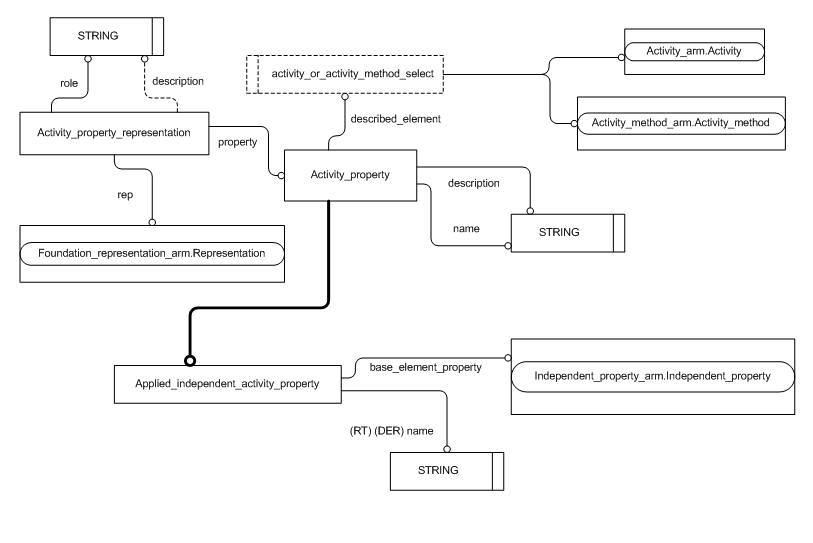 STRING
role
description
Activity_property_representation
activity_or_activity_method_select
Activity_arm.Activity
Activity_method_arm.Activity_method
described_element
property
Activity_property
description
name
STRING
rep
Foundation_representation_arm.Representation
Applied_independent_activity_property
base_element_property
Independent_property_arm.Independent_property
(RT) (DER) name
STRING